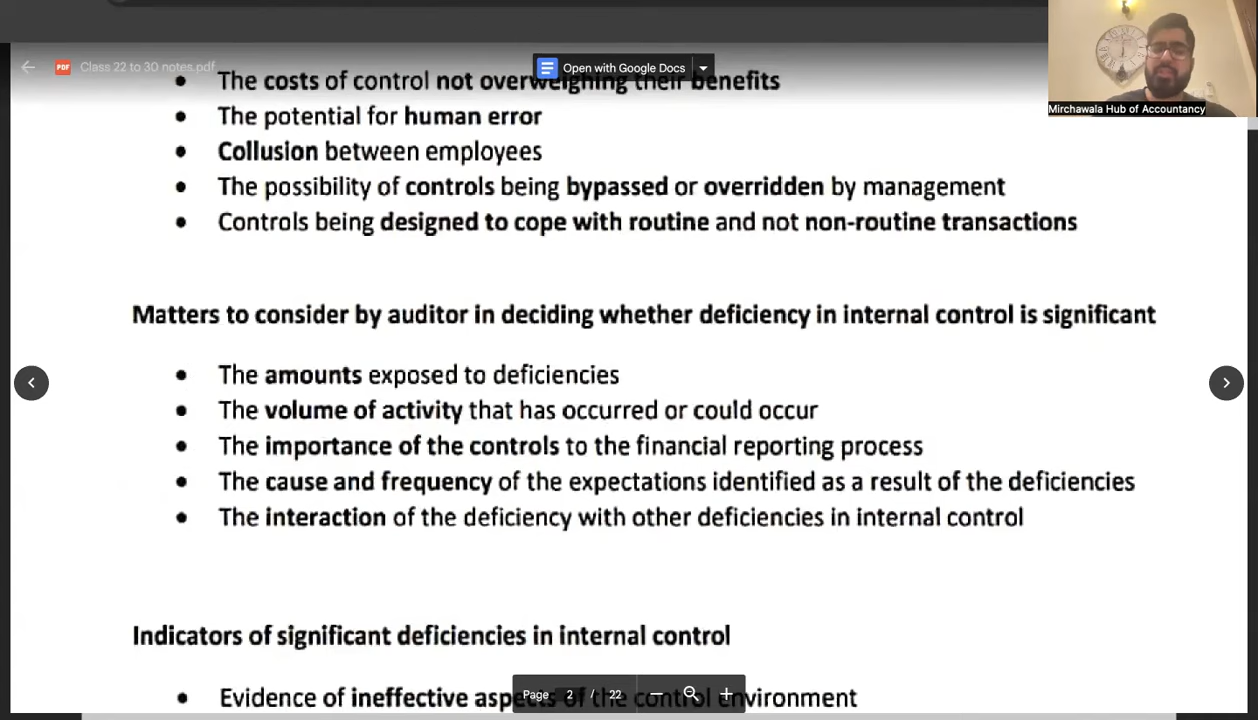 Class 22 to 30 notes.pdf
Open with Google Docs
Mirchawala Hub of Accountancy
• The costs of control not overweighing their benefits
• The potential for human error
• Collusion between employees
• The possibility of controls being bypassed or overridden by management
• Controls being designed to cope with routine and not non-routine transactions
Matters to consider by auditor in deciding whether deficiency in internal control is significant
• The amounts exposed to deficiencies
• The volume of activity that has occurred or could occur
• The importance of the controls to the financial reporting process
• The cause and frequency of the expectations identified as a result of the deficiencies
• The interaction of the deficiency with other deficiencies in internal control
Indicators of significant deficiencies in internal control
• Evidence of ineffective aspects of the control environment
Page 2 / 22